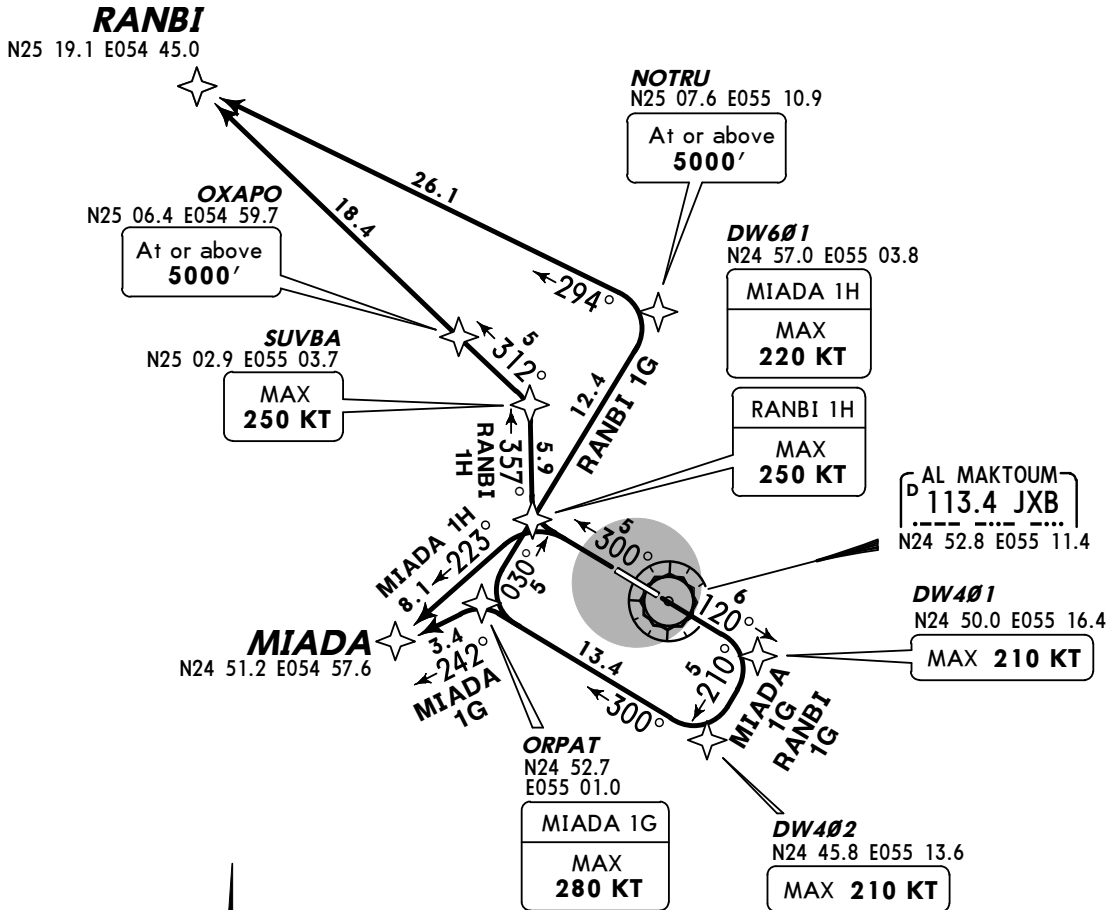 RANBI
N25 19.1 E054 45.0
NOTRU
N25 07.6 E055 10.9
At or above
5000′
26.1
18.4
OXAPO
N25 06.4 E054 59.7
At or above
5000′
DW6Ø1
N24 57.0 E055 03.8
MIADA 1H
MAX
220 KT
RANBI 1H
MAX
250 KT
294°
SUVBA
N25 02.9 E055 03.7
MAX
250 KT
5
312°
12.4
RANBI 1G
5.9
357°
RANBI
1H
AL MAKTOUM
D 113.4 JXB
N24 52.8 E055 11.4
MIADA 1H
223°
8.1
5
300°
030°
5
6
120°
DW4Ø1
N24 50.0 E055 16.4
MAX 210 KT
MIADA
N24 51.2 E054 57.6
3.4
242°
MIADA
1G
13.4
300°
5
210°
MIADA
1G
RANBI
1G
ORPAT
N24 52.7
E055 01.0
MIADA 1G
MAX
280 KT
DW4Ø2
N24 45.8 E055 13.6
MAX 210 KT